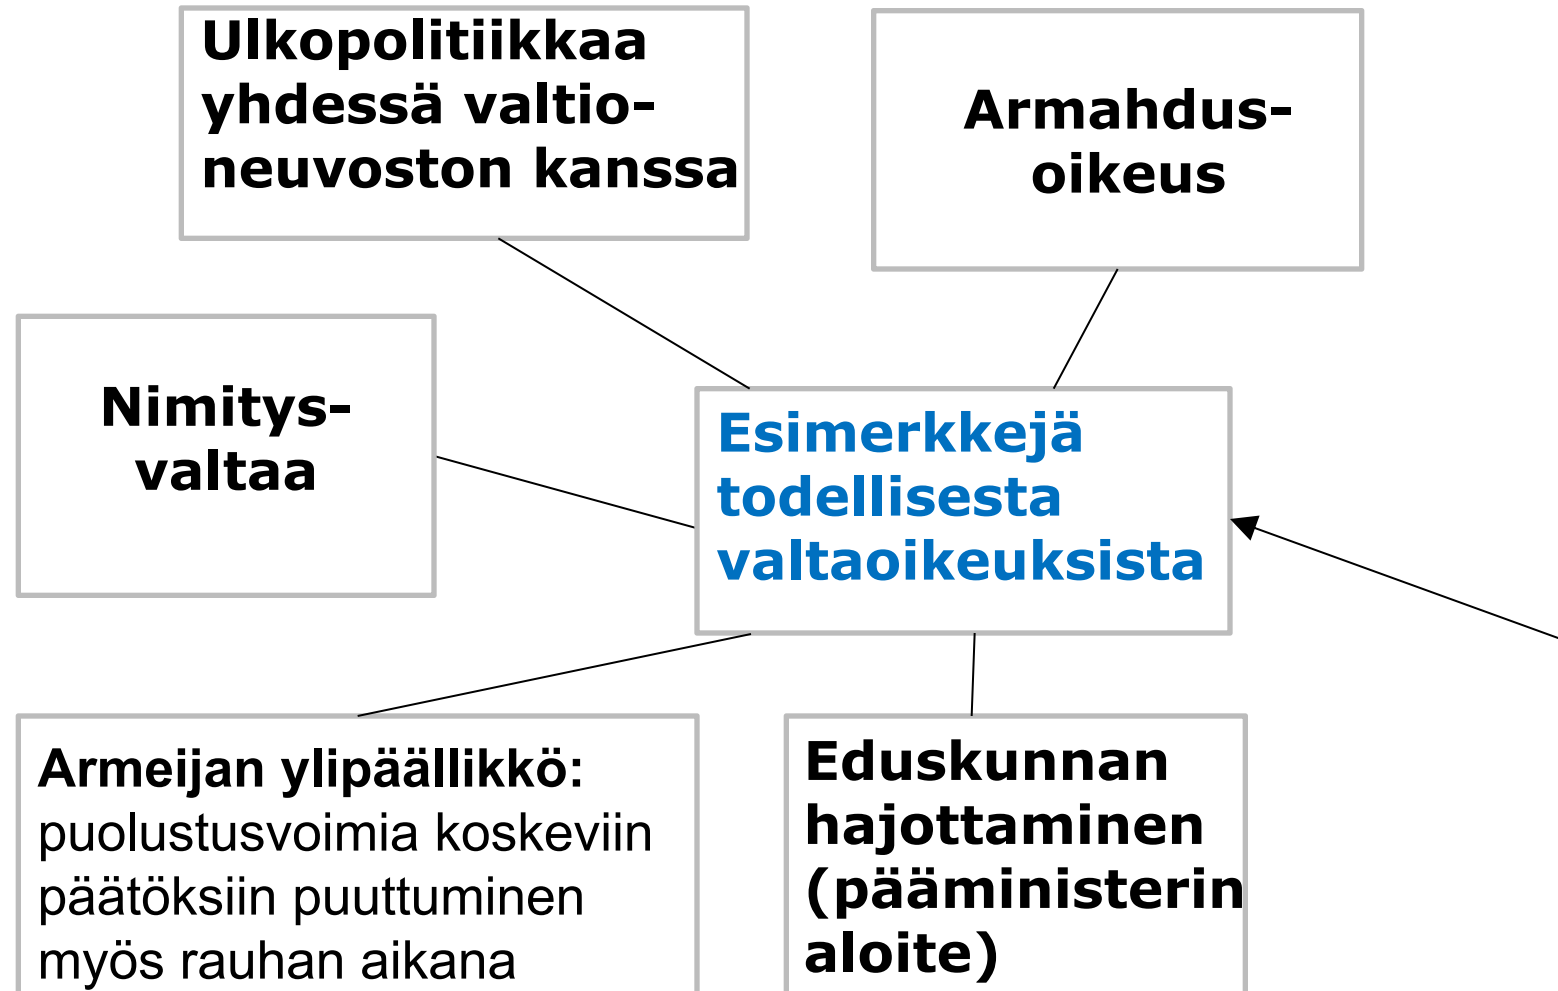 Ulkopolitiikkaa
yhdessä valtio-
neuvoston kanssa
Armahdus-
oikeus
Nimitys-
valtaa
Esimerkkejä
todellisesta
valtaoikeuksista
Armeijan ylipäällikkö:
puolustusvoimia koskeviin
päätöksiin puuttuminen
myös rauhan aikana
Eduskunnan
hajottaminen
(pääministerin
aloite)